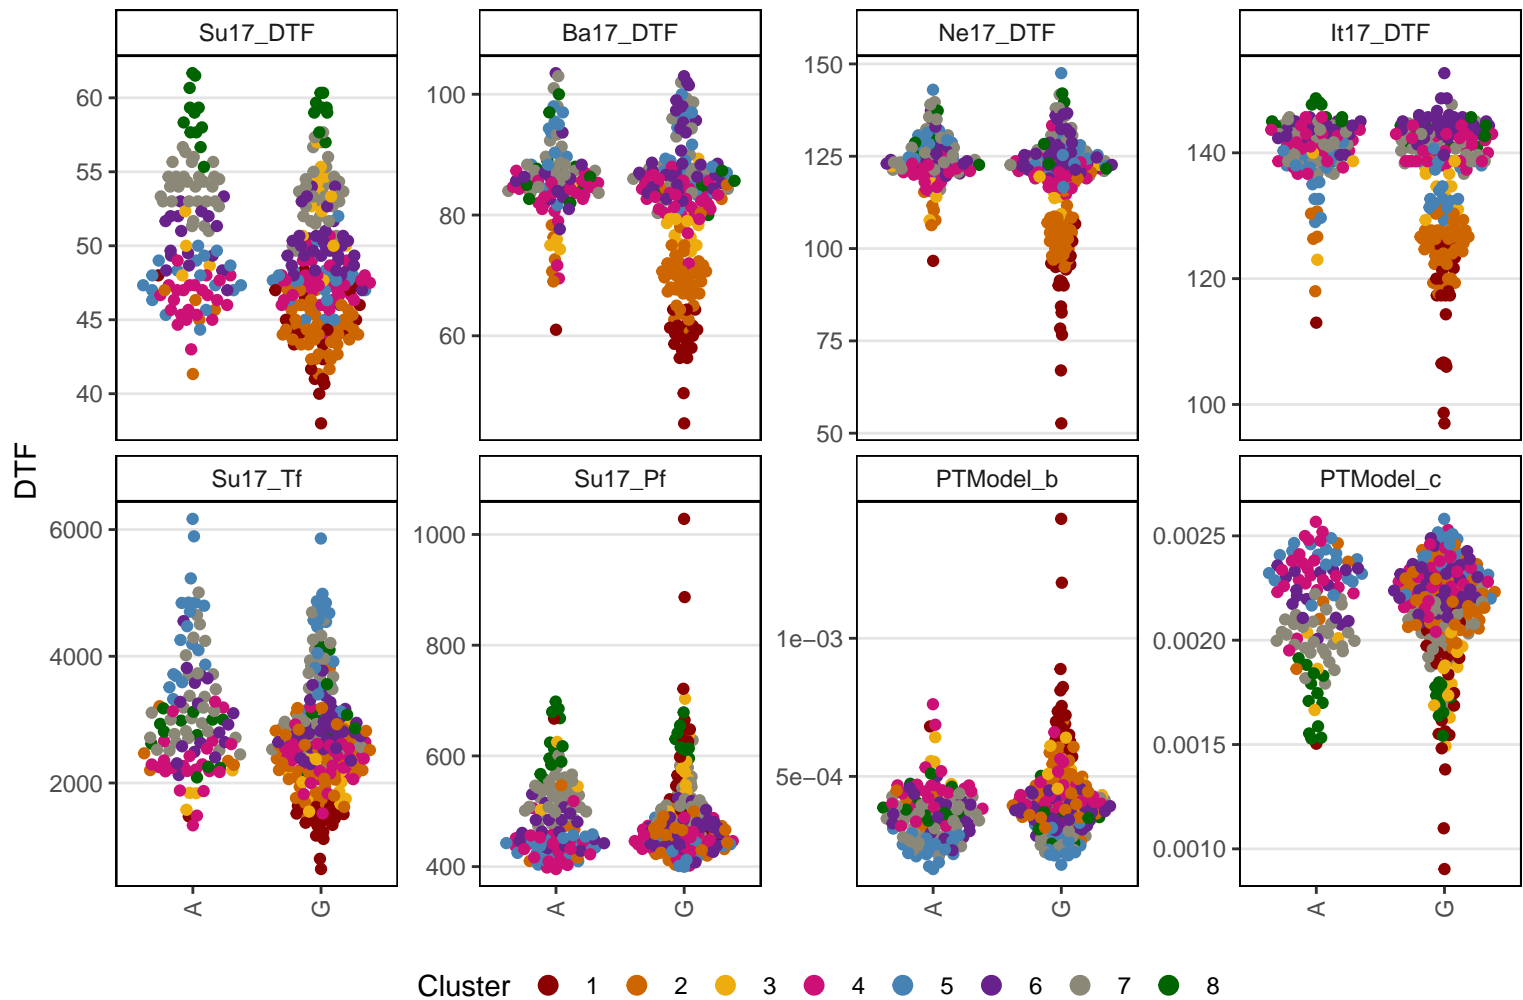 Su17_DTF
Ba17_DTF
Ne17_DTF
It17_DTF
60
55
50
45
40
100
80
60
150
125
100
75
50
140
120
100
DTF
Su17_Tf
Su17_Pf
PTModel_b
PTModel_c
6000
4000
2000
1000
800
600
400
1e−03
5e−04
0.0025
0.0020
0.0015
0.0010
A
G
A
G
A
G
A
G
Cluster 1 2 3 4 5 6 7 8